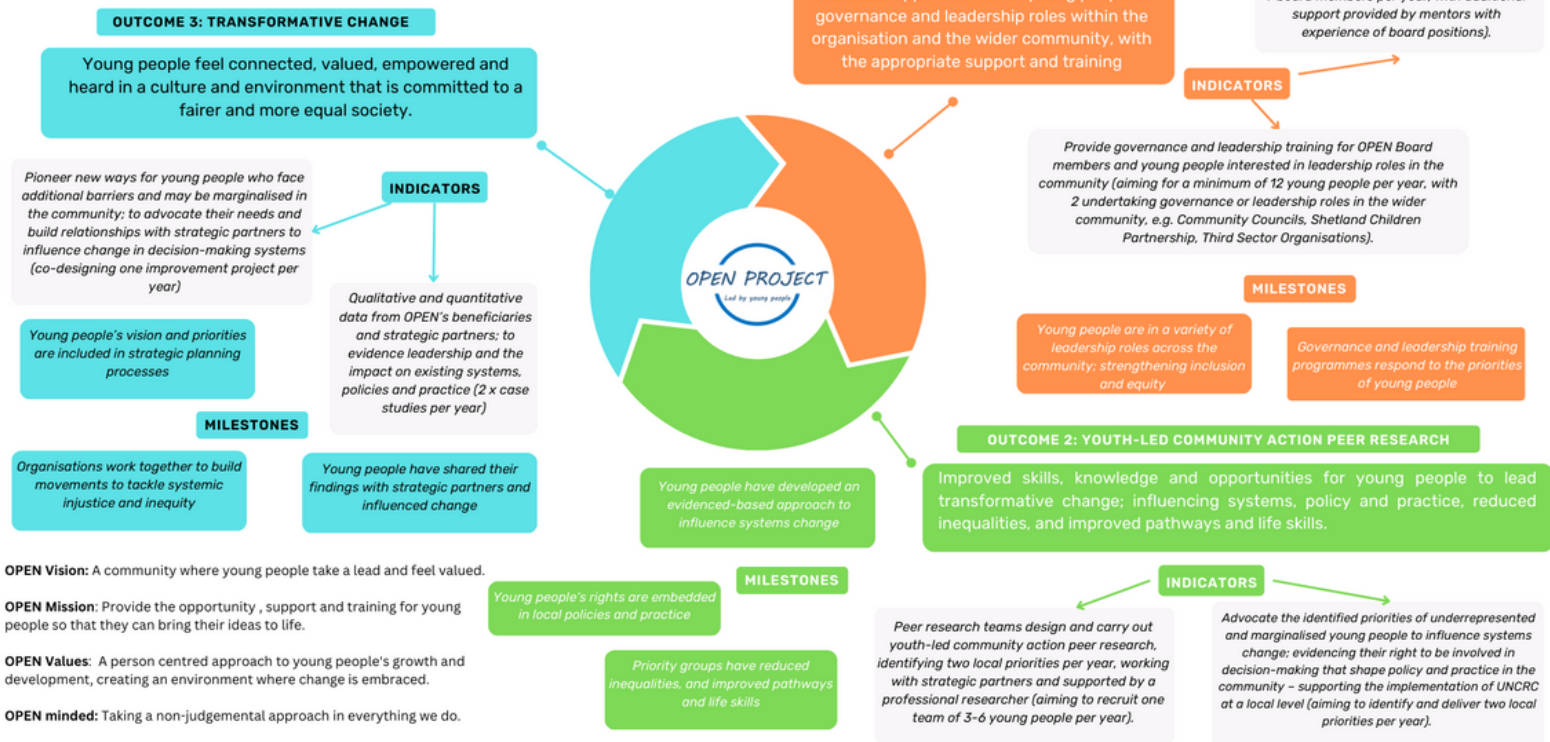 OUTCOME 3: TRANSFORMATIVE CHANGE
Young people feel connected, valued, empowered and
heard in a culture and environment that is committed to a
fairer and more equal society.
Pioneer new ways for young people who face
additional barriers and may be marginalised in
the community; to advocate their needs and
build relationships with strategic partners to
influence change in decision-making systems
(co-designing one improvement project per
year)
INDICATORS
Qualitative and quantitative
data from OPEN's beneficiaries
and strategic partners; to
evidence leadership and the
impact on existing systems,
policies and practice (2 x case
studies per year)
Young people's vision and priorities
are included in strategic planning
processes
MILESTONES
Organisations work together to build
movements to tackle systemic
injustice and inequity
Young people have shared their
findings with strategic partners and
influenced change
OPEN Vision: A community where young people take a lead and feel valued.
OPEN Mission: Provide the opportunity , support and training for young
people so that they can bring their ideas to life.
OPEN Values: A person centred approach to young people's growth and
development, creating an environment where change is embraced.
OPEN minded: Taking a non-judgemental approach in everything we do.
OPEN PROJECT
Led by young people
governance and leadership roles within the
organisation and the wider community, with
the appropriate support and training
support provided by mentors with
experience of board positions).
INDICATORS
Provide governance and leadership training for OPEN Board
members and young people interested in leadership roles in the
community (aiming for a minimum of 12 young people per year, with
2 undertaking governance or leadership roles in the wider
community, e.g. Community Councils, Shetland Children
Partnership, Third Sector Organisations).
MILESTONES
Young people are in a variety of
leadership roles across the
community; strengthening inclusion
and equity
Governance and leadership training
programmes respond to the priorities
of young people
OUTCOME 2: YOUTH-LED COMMUNITY ACTION PEER RESEARCH
Improved skills, knowledge and opportunities for young people to lead
transformative change; influencing systems, policy and practice, reduced
inequalities, and improved pathways and life skills.
Young people have developed an
evidenced-based approach to
influence systems change
MILESTONES
Young people's rights are embedded
in local policies and practice
Priority groups have reduced
inequalities, and improved pathways
and life skills
INDICATORS
Peer research teams design and carry out
youth-led community action peer research,
identifying two local priorities per year, working
with strategic partners and supported by a
professional researcher (aiming to recruit one
team of 3-6 young people per year).
Advocate the identified priorities of underrepresented
and marginalised young people to influence systems
change; evidencing their right to be involved in
decision-making that shape policy and practice in the
community – supporting the implementation of UNCRC
at a local level (aiming to identify and deliver two local
priorities per year).